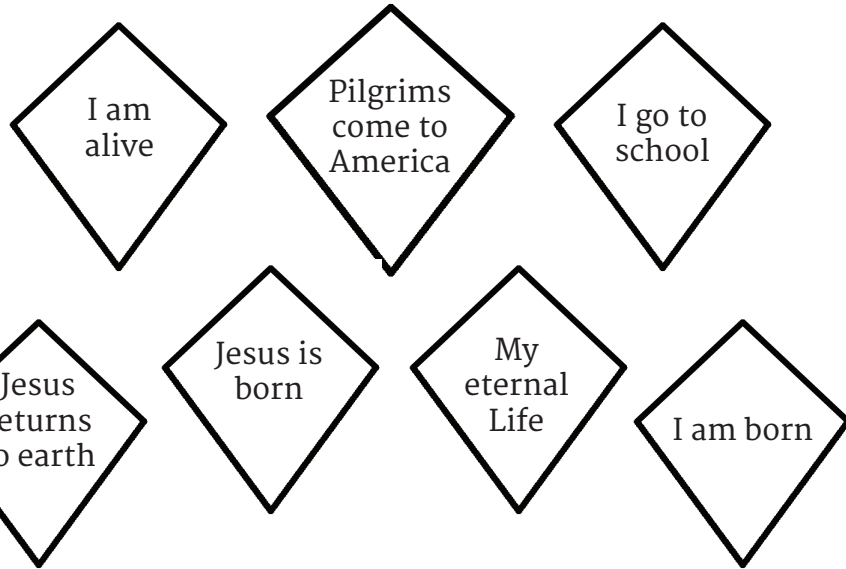 I am
alive
Pilgrims
come to
America
I go to
school
Jesus is
born
My
eternal
Life
Jesus
eturns
o earth
I am born